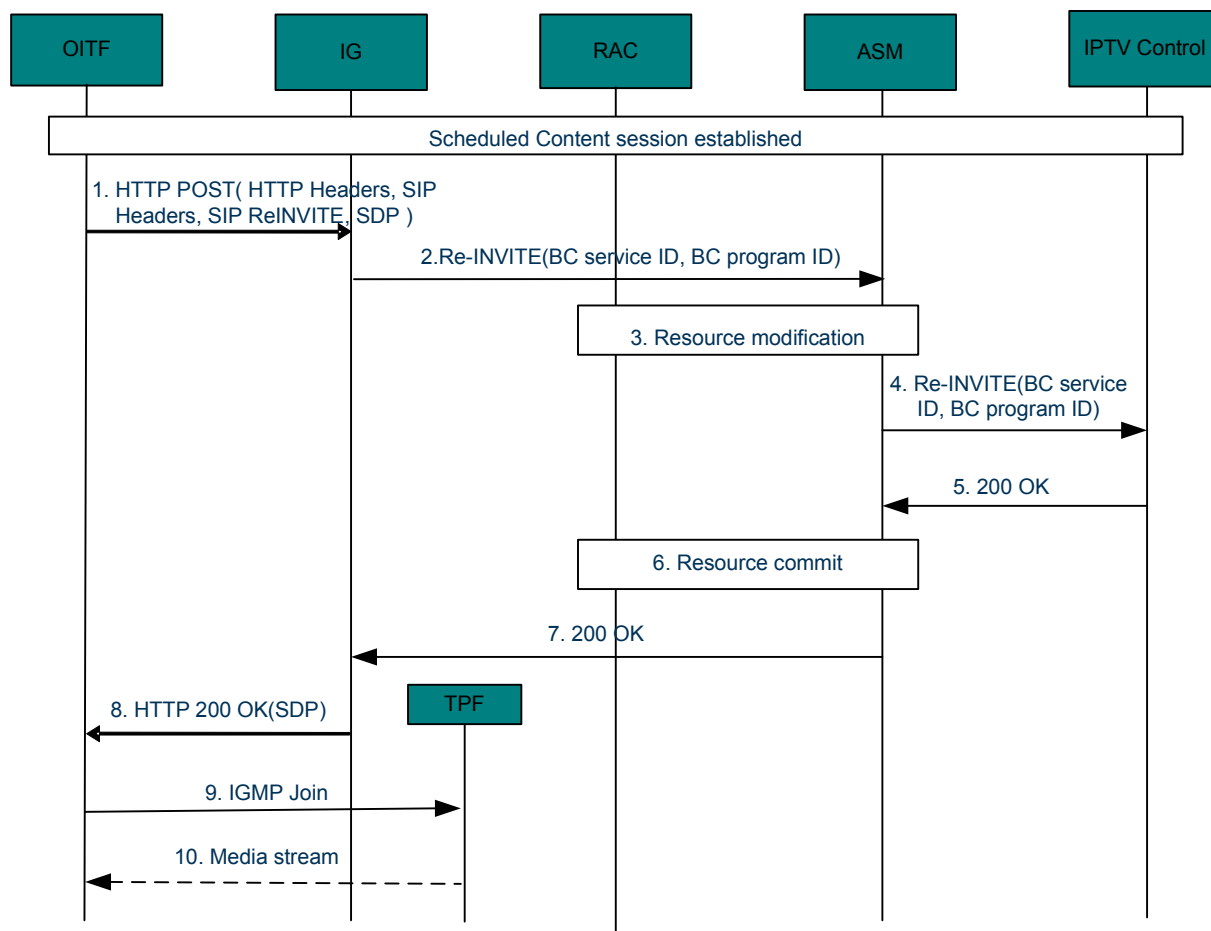 OITF
IG
RAC
ASM
IPTV Control
Scheduled Content session established
1. HTTP POST( HTTP Headers, SIP
Headers, SIP ReINVITE, SDP )
2.Re-INVITE(BC service ID, BC program ID)
3. Resource modification
4. Re-INVITE(BC service
ID, BC program ID)
5. 200 OK
6. Resource commit
7. 200 OK
TPF
8. HTTP 200 OK(SDP)
9. IGMP Join
10. Media stream